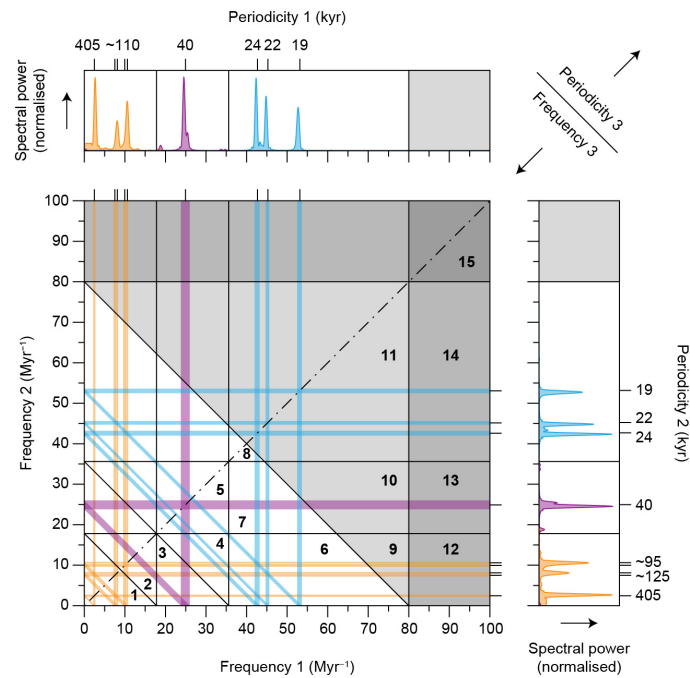 Periodicity 1 (kyr)
405 ~110 40 24 22 19
Spectral power
(normalised)
Periodicity 3
Frequency 3
100
90
80
70
60
50
40
30
20
10
0
Frequency 2 (Myr⁻¹)
15
11 14
8
5 10 13
7
4
3 6 9 12
2
1
0 10 20 30 40 50 60 70 80 90 100
Frequency 1 (Myr⁻¹)
19
22
24
40
~95
~125
405
Periodicity 2 (kyr)
Spectral power
(normalised)